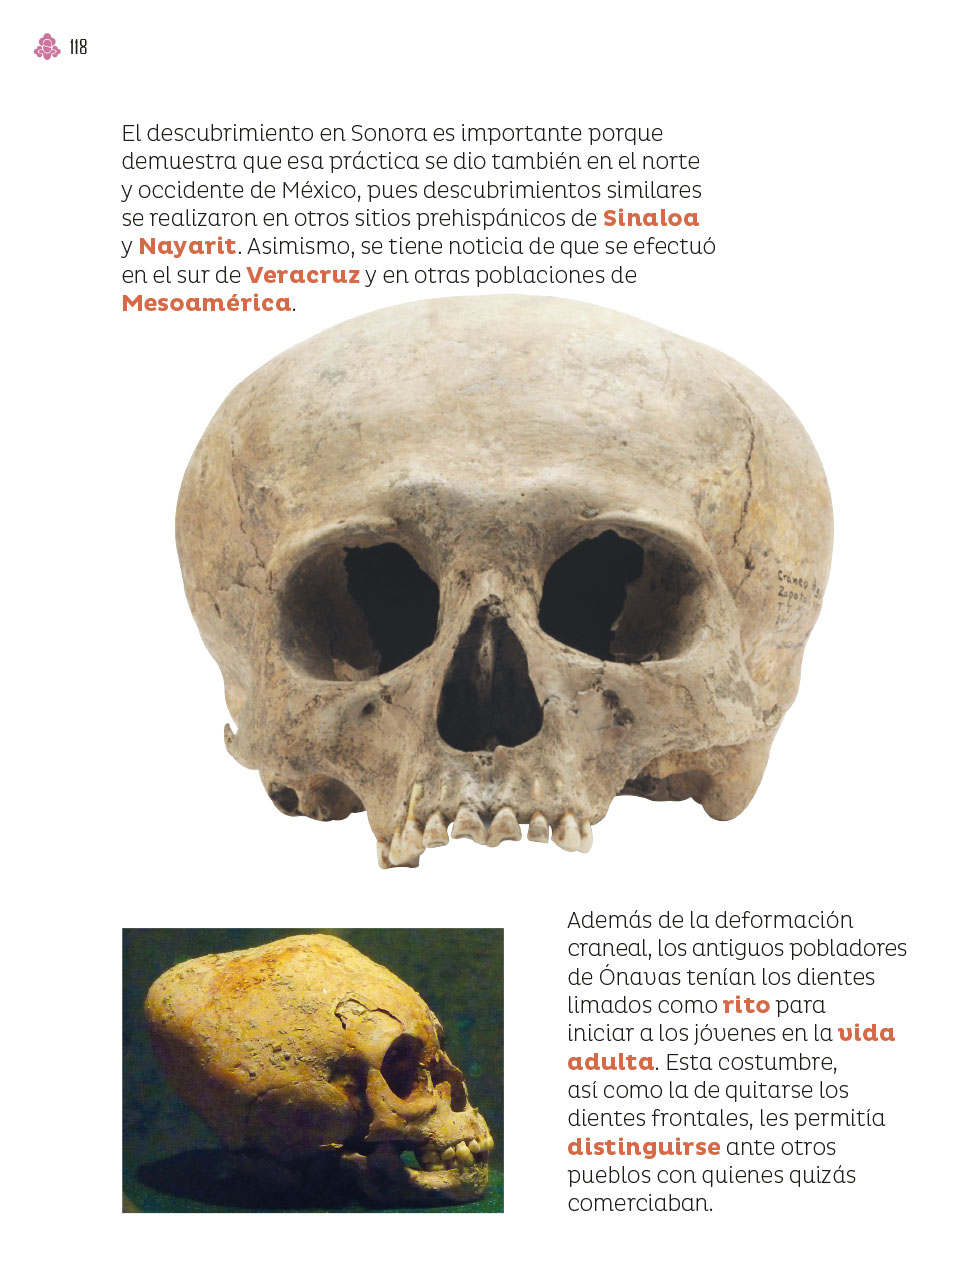 118
El descubrimiento en Sonora es importante porque
demuestra que esa práctica se dio también en el norte
y occidente de México, pues descubrimientos similares
se realizaron en otros sitios prehispánicos de Sinaloa
y Nayarit. Asimismo, se tiene noticia de que se efectuó
en el sur de Veracruz y en otras poblaciones de
Mesoamérica.
Craneo
Además de la deformación
craneal, los antiguos pobladores
de Ónavas tenían los dientes
limados como rito para
iniciar a los jóvenes en la vida
adulta. Esta costumbre,
así como la de quitarse los
dientes frontales, les permitía
distinguirse ante otros
pueblos con quienes quizás
comerciaban.